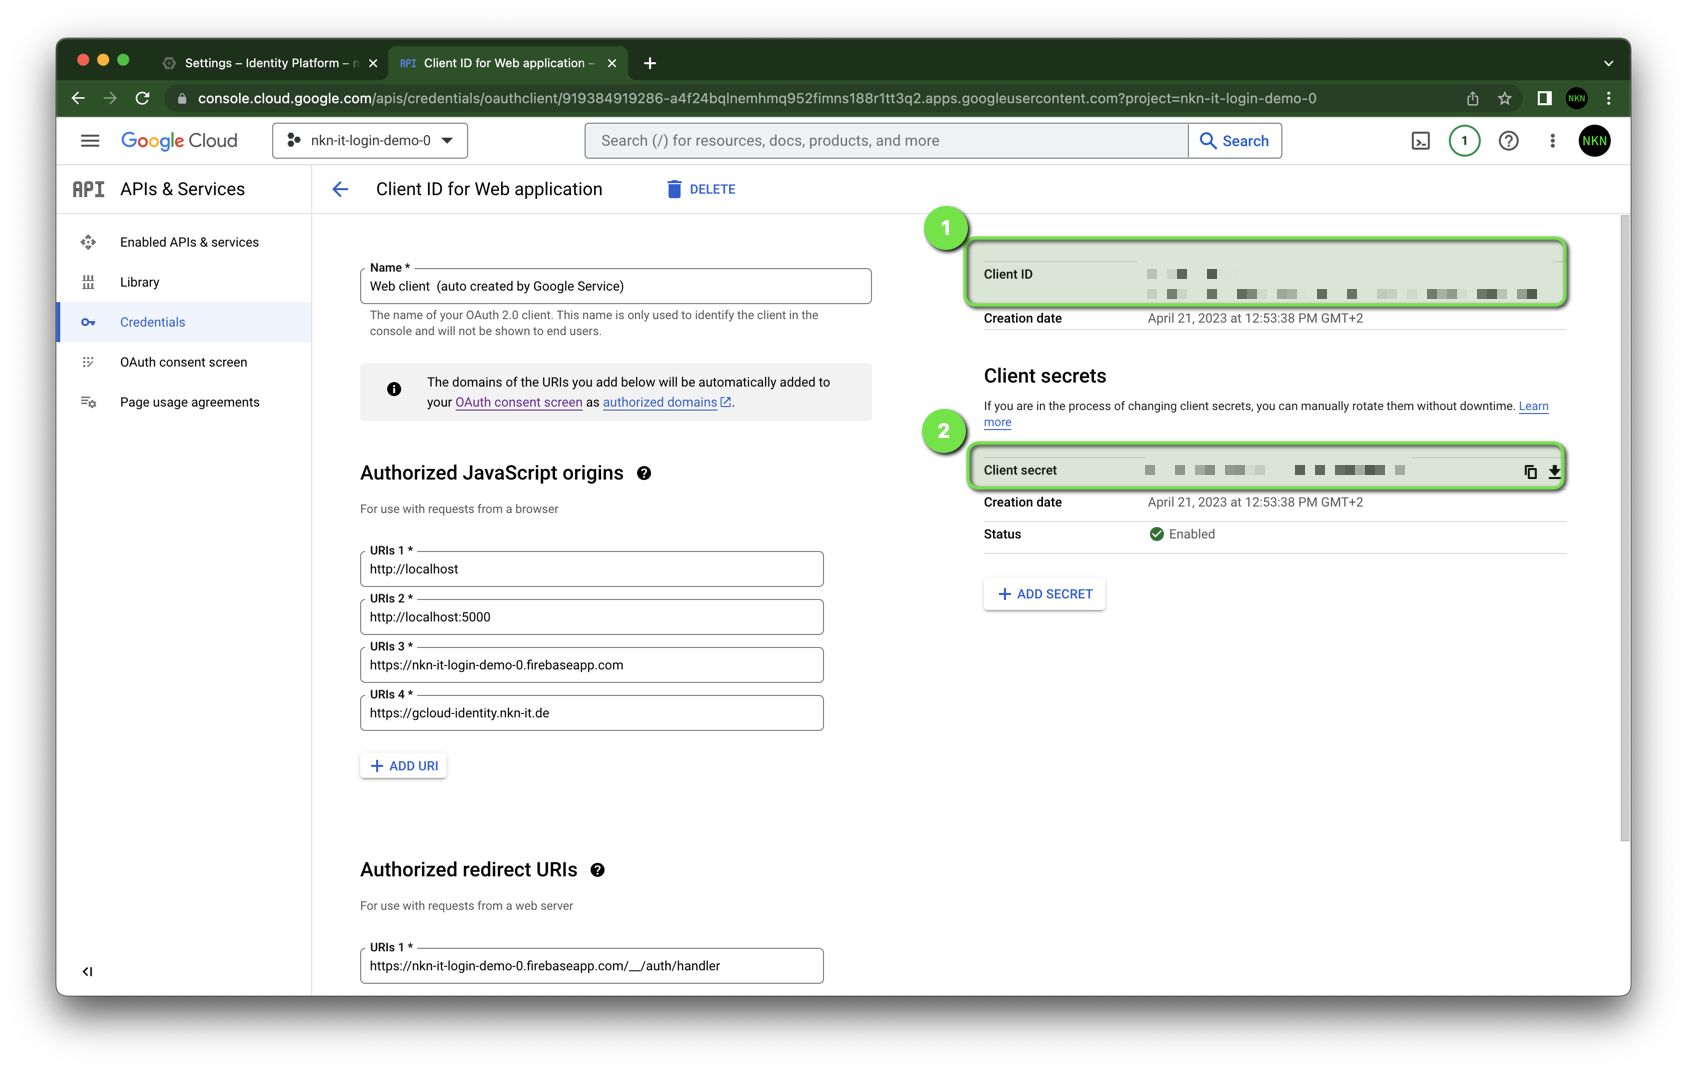 Settings – Identity Platform – n
API Client ID for Web application –
console.cloud.google.com/apis/credentials/oauthclient/919384919286-a4f24bqlnemhmq952fimns188r1tt3q2.apps.googleusercontent.com?project=nkn-it-login-demo-0
NKN
Google Cloud
nkn-it-login-demo-0
Search (/) for resources, docs, products, and more
Search
1
NKN
API APIs & Services
Client ID for Web application
DELETE
Enabled APIs & services
Library
Credentials
OAuth consent screen
Page usage agreements
Name *
Web client (auto created by Google Service)
The name of your OAuth 2.0 client. This name is only used to identify the client in the
console and will not be shown to end users.
The domains of the URIs you add below will be automatically added to
your OAuth consent screen as authorized domains.
Authorized JavaScript origins
For use with requests from a browser
URIs 1 *
http://localhost
URIs 2 *
http://localhost:5000
URIs 3 *
https://nkn-it-login-demo-0.firebaseapp.com
URIs 4 *
https://gcloud-identity.nkn-it.de
ADD URI
Authorized redirect URIs
For use with requests from a web server
URIs 1 *
https://nkn-it-login-demo-0.firebaseapp.com/__/auth/handler
1
Client ID
Creation date April 21, 2023 at 12:53:38 PM GMT+2
Client secrets
If you are in the process of changing client secrets, you can manually rotate them without downtime. Learn
more
2
Client secret
Creation date April 21, 2023 at 12:53:38 PM GMT+2
Status Enabled
ADD SECRET